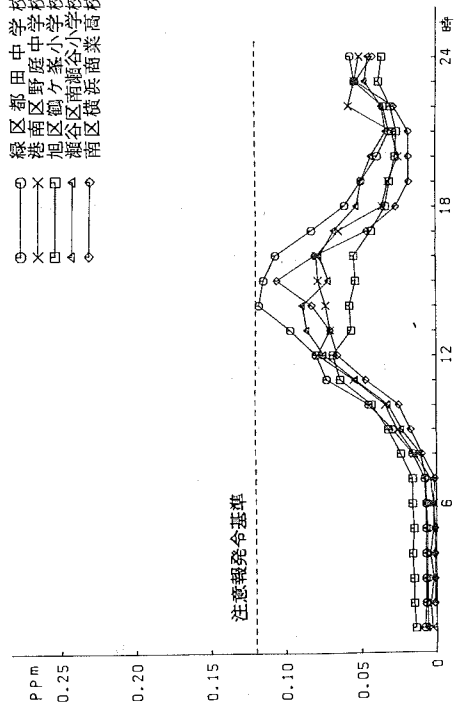 PPm
0.25
0.20
0.15
0.10
0.05
0
注意報発令基準
6
12
18
24
時
緑区都田中学校
港南区野庭中学校
旭区鶴ケ峯小学校
瀬谷区南瀬谷小学校
南区横浜商業高校